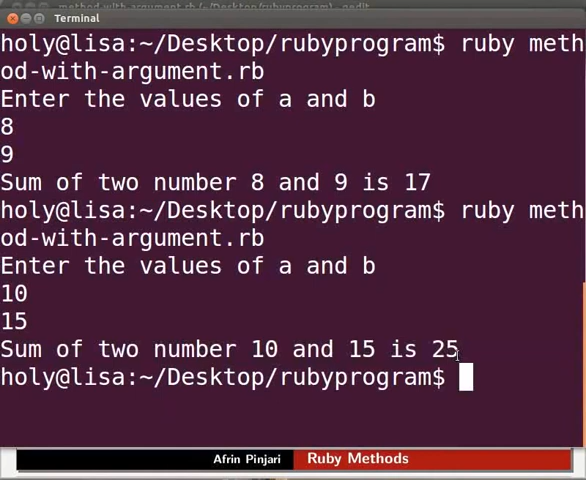 Terminal
holy@lisa:~/Desktop/rubyprogram$ ruby meth
od-with-argument.rb
Enter the values of a and b
8
9
Sum of two number 8 and 9 is 17
holy@lisa:~/Desktop/rubyprogram$ ruby meth
od-with-argument.rb
Enter the values of a and b
10
15
Sum of two number 10 and 15 is 25
holy@lisa:~/Desktop/rubyprogram$
Afrin Pinjari Ruby Methods